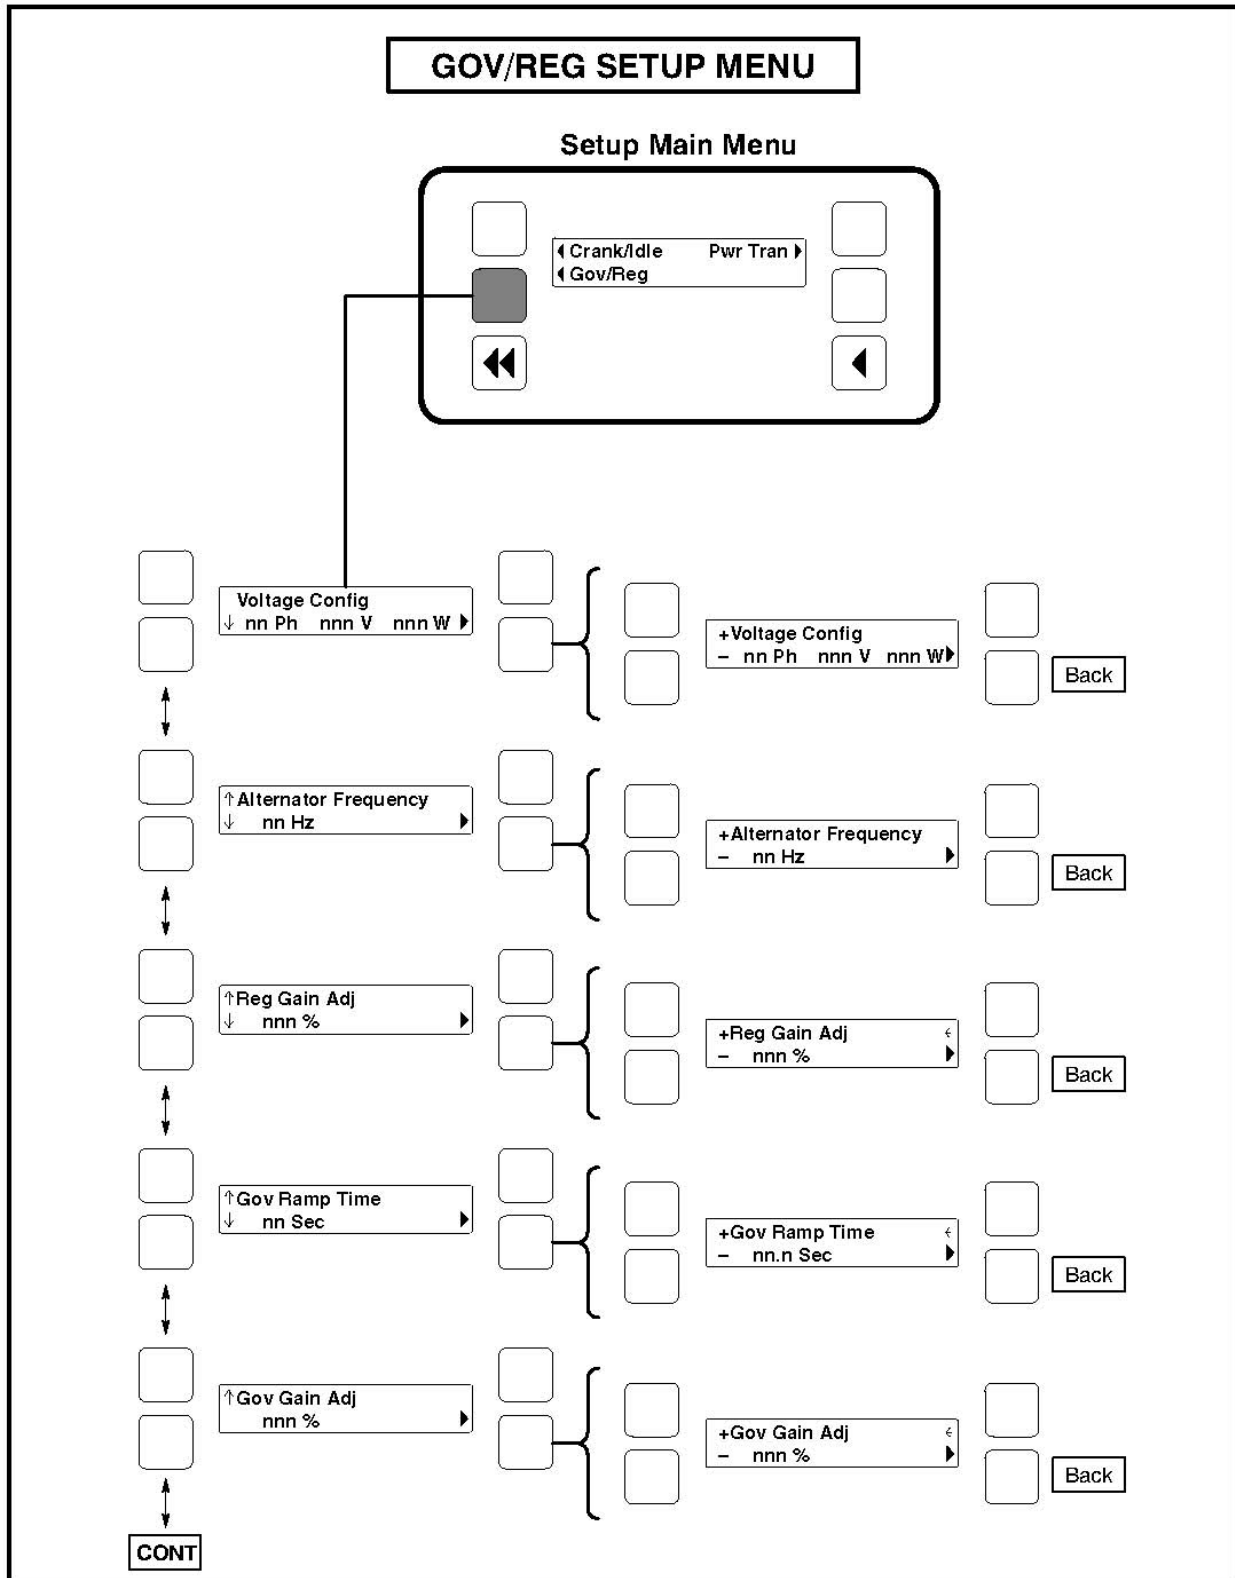 GOV/REG SETUP MENU
Setup Main Menu
Crank/Idle Pwr Tran
Gov/Reg
Voltage Config
↓ nn Ph nnn V nnn W
+Voltage Config
– nn Ph nnn V nnn W
Back
↑Alternator Frequency
↓ nn Hz
+Alternator Frequency
– nn Hz
Back
↑Reg Gain Adj
↓ nnn %
+Reg Gain Adj ←
– nnn %
Back
↑Gov Ramp Time
↓ nn Sec
+Gov Ramp Time ←
– nn.n Sec
Back
↑Gov Gain Adj
nnn %
+Gov Gain Adj ←
– nnn %
Back
CONT